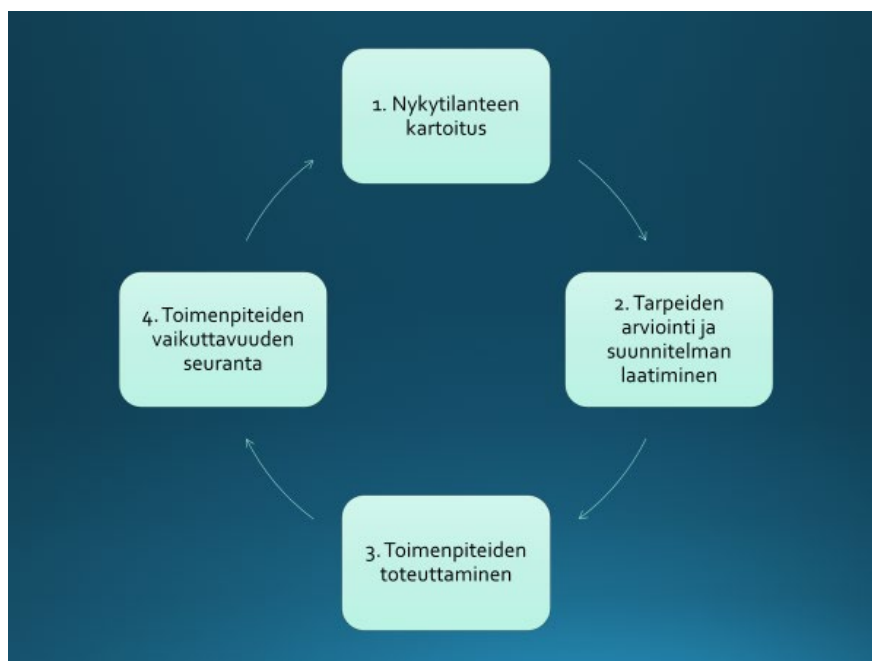 1. Nykytilanteen
kartoitus
2. Tarpeiden
arviointi ja
suunnitelman
laatiminen
3. Toimenpiteiden
toteuttaminen
4. Toimenpiteiden
vaikuttavuuden
seuranta